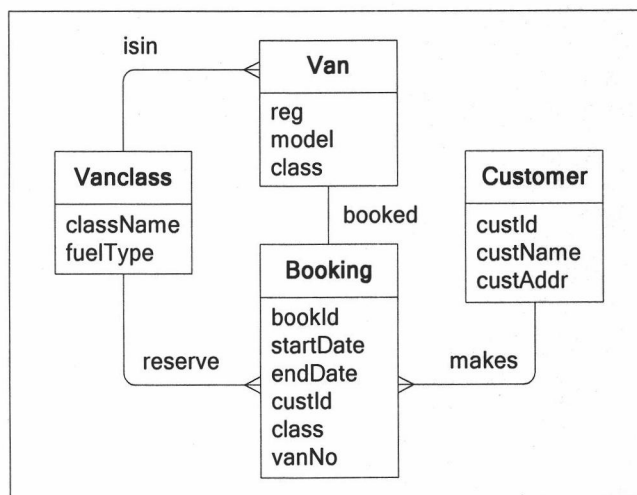 isin
Van
reg
model
class
Vanclass
className
fuelType
Customer
custId
custName
custAddr
booked
Booking
bookId
startDate
endDate
custId
class
vanNo
reserve
makes